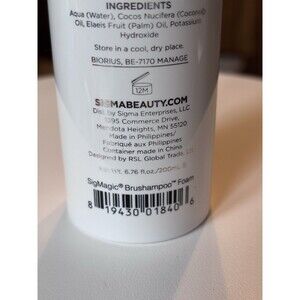 INGREDIENTS
Aqua (Water), Cocos Nucifera (Coconut)
Oil, Elaeis Fruit (Palm) Oil, Potassium
Hydroxide
Store in a cool, dry place.
BIORIUS, BE-7170 MANAGE
12M
SIGMABEAUTY.COM
Dist. by Sigma Enterprises, LLC
1295 Commerce Drive,
Mendota Heights, MN 55120
Made in Philippines/
Fabriqué aux Philippines
Container made in China
Designed by RSL Global Trade,
6.76 fl.oz./200mL
SigMagic® Brushampoo™ Foam
8 19430 01840 6